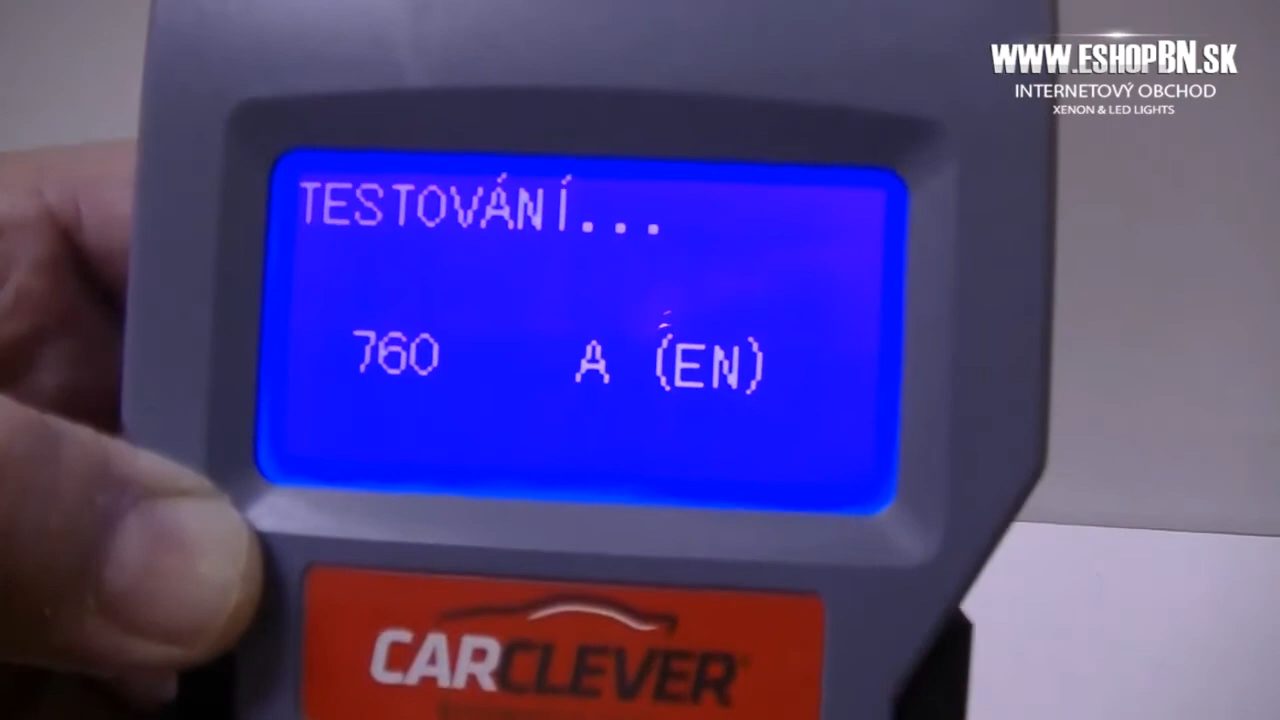 WWW.ESHOPBN.SK
INTERNETOVÝ OBCHOD
XENON & LED LIGHTS
TESTOVÁNÍ...
760 A (EN)
CARCLEVER